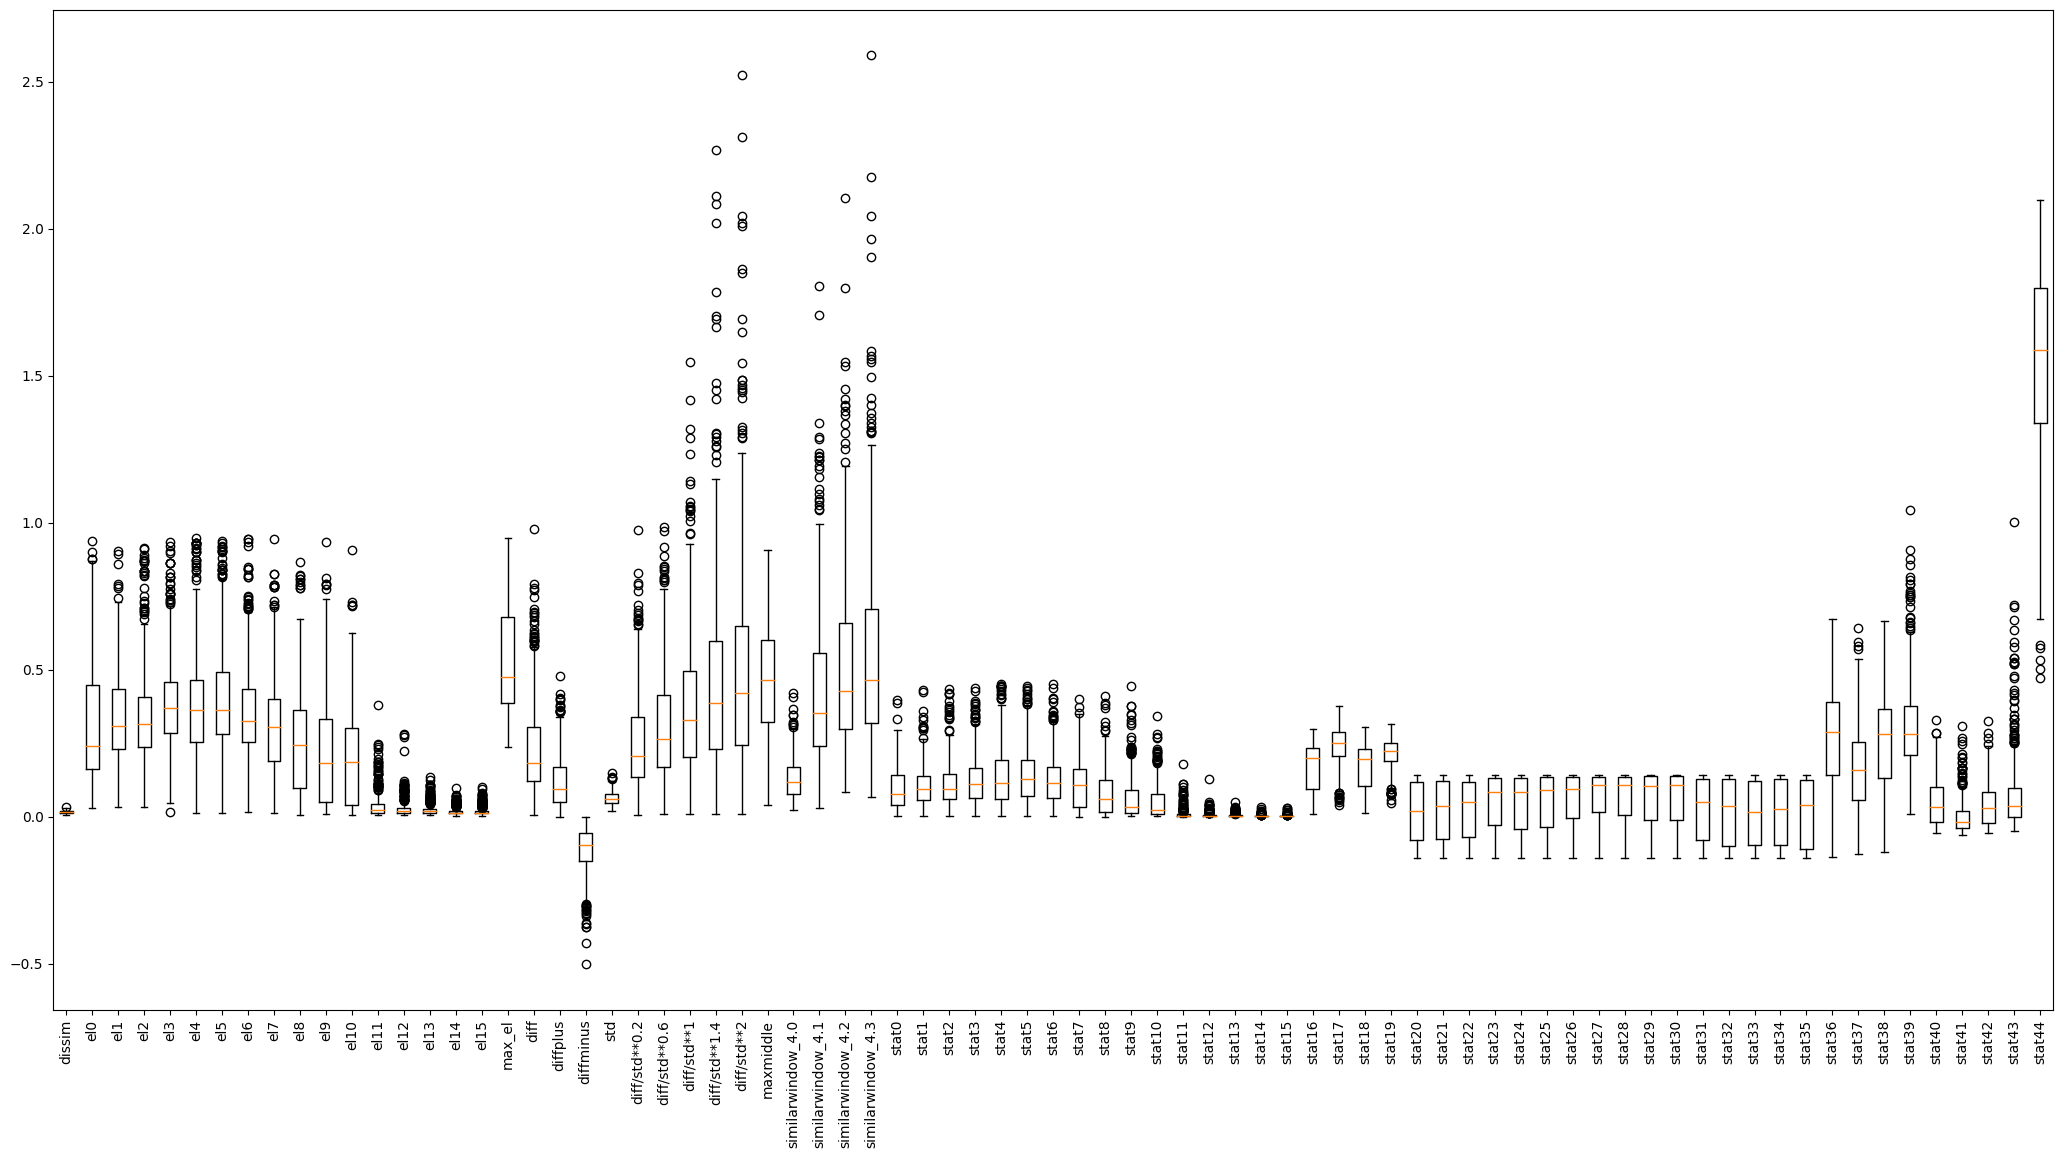 2.5
2.0
1.5
1.0
0.5
0.0
−0.5
dissim
el0
el1
el2
el3
el4
el5
el6
el7
el8
el9
el10
el11
el12
el13
el14
el15
max_el
diff
diffplus
diffminus
std
diff/std**0.2
diff/std**0.6
diff/std**1
diff/std**1.4
diff/std**2
maxmiddle
similarwindow_4.0
similarwindow_4.1
similarwindow_4.2
similarwindow_4.3
stat0
stat1
stat2
stat3
stat4
stat5
stat6
stat7
stat8
stat9
stat10
stat11
stat12
stat13
stat14
stat15
stat16
stat17
stat18
stat19
stat20
stat21
stat22
stat23
stat24
stat25
stat26
stat27
stat28
stat29
stat30
stat31
stat32
stat33
stat34
stat35
stat36
stat37
stat38
stat39
stat40
stat41
stat42
stat43
stat44